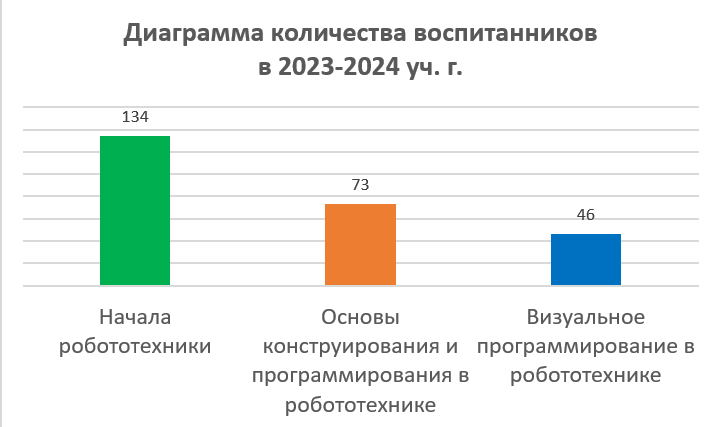 Диаграмма количества воспитанников
в 2023-2024 уч. г.
134
73
46
Начала
робототехники
Основы
конструирования и
программирования в
робототехнике
Визуальное
программирование в
робототехнике